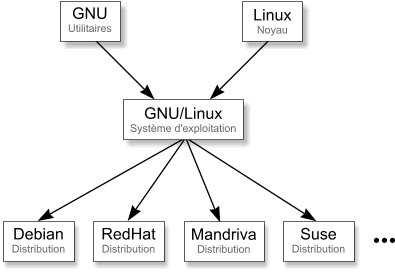 GNU
Utilitaires
Linux
Noyau
GNU/Linux
Système d'exploitation
Debian
Distribution
RedHat
Distribution
Mandriva
Distribution
Suse
Distribution
...